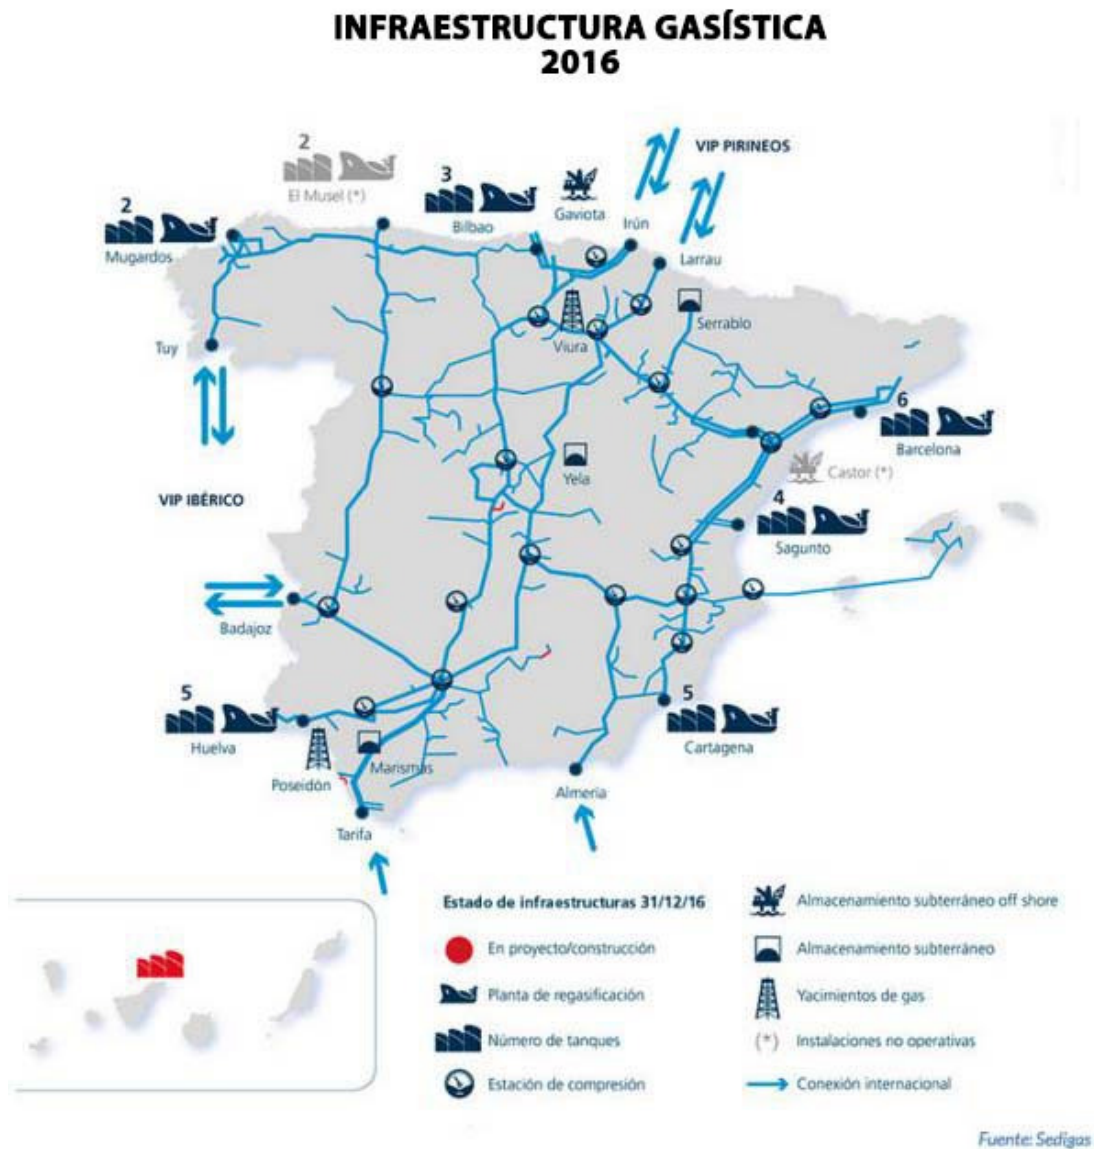 INFRAESTRUCTURA GASÍSTICA
2016
VIP PIRINEOS
2
El Musel (*)
3
Bilbao
Gaviota
Irún
Larrau
2
Mugardos
Tuy
Viura
Serrablo
6
Barcelona
Castor (*)
Yela
VIP IBÉRICO
4
Sagunto
Badajoz
5
Huelva
Poseidón
Marismas
5
Cartagena
Almería
Tarifa
Estado de infraestructuras 31/12/16
En proyecto/construcción
Planta de regasificación
Número de tanques
Estación de compresión
Almacenamiento subterráneo off shore
Almacenamiento subterráneo
Yacimientos de gas
(*) Instalaciones no operativas
Conexión internacional
Fuente: Sedigas